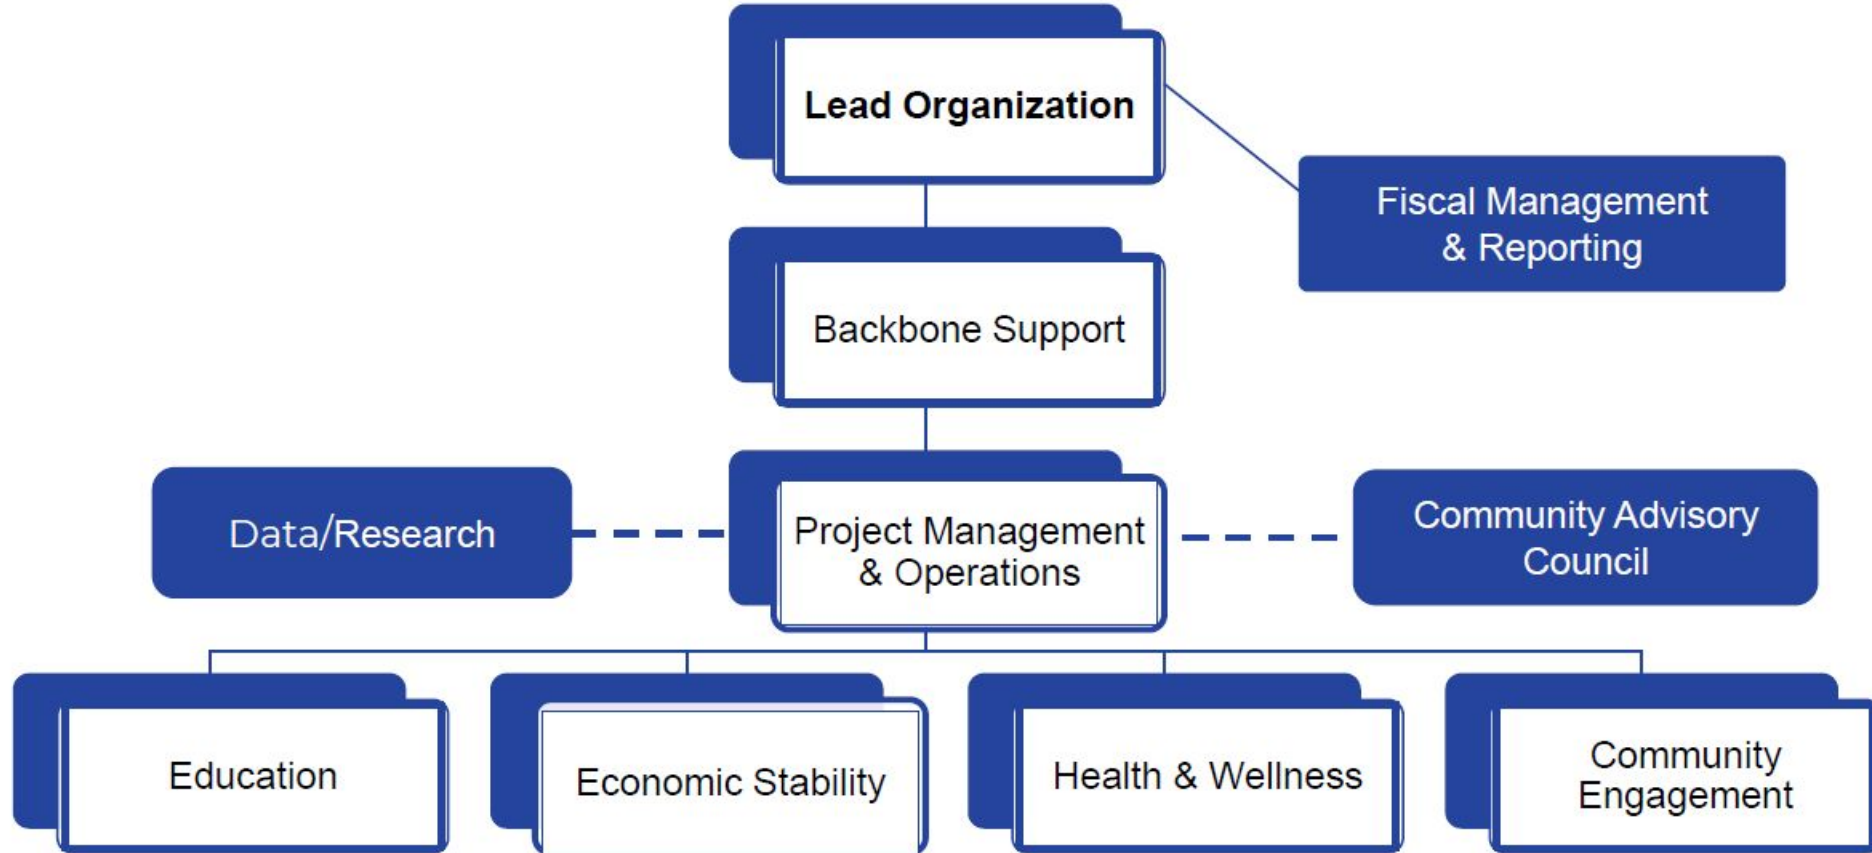 Lead Organization
Fiscal Management
& Reporting
Backbone Support
Data/Research
Project Management
& Operations
Community Advisory
Council
Education
Economic Stability
Health & Wellness
Community
Engagement